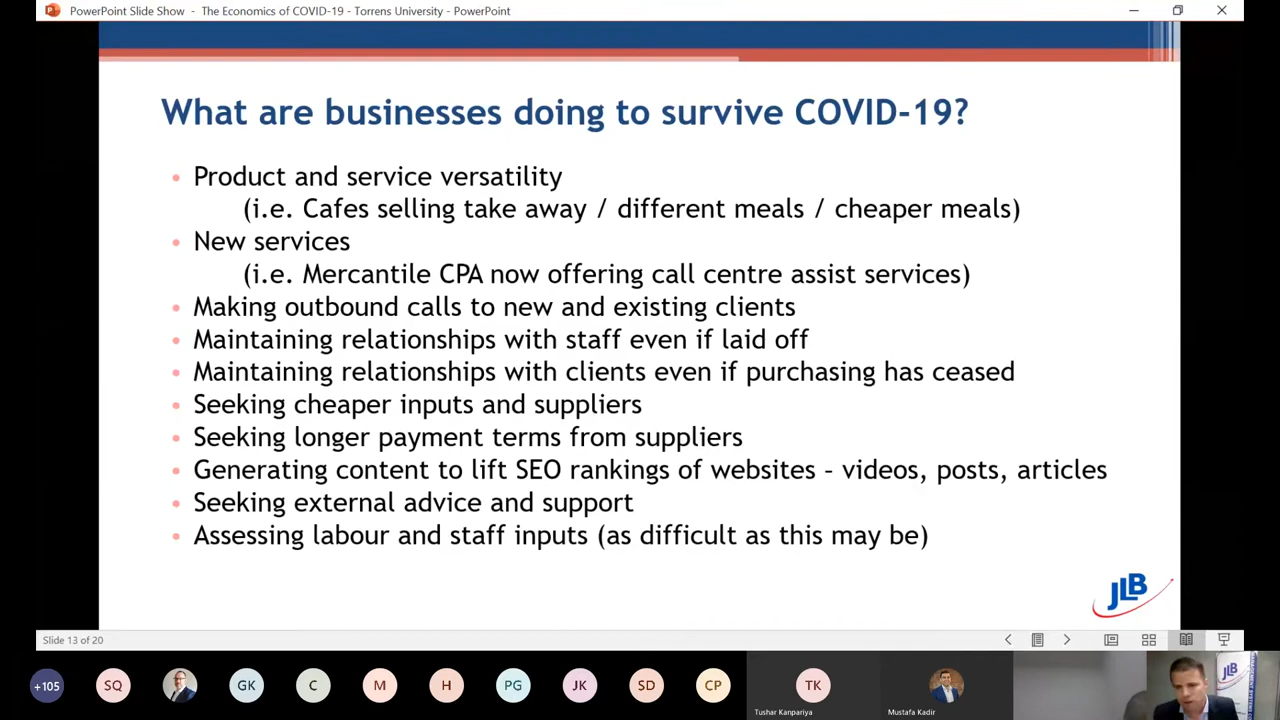 PowerPoint Slide Show - The Economics of COVID-19 - Torrens University - PowerPoint
What are businesses doing to survive COVID-19?
• Product and service versatility
(i.e. Cafes selling take away / different meals / cheaper meals)
• New services
(i.e. Mercantile CPA now offering call centre assist services)
• Making outbound calls to new and existing clients
• Maintaining relationships with staff even if laid off
• Maintaining relationships with clients even if purchasing has ceased
• Seeking cheaper inputs and suppliers
• Seeking longer payment terms from suppliers
• Generating content to lift SEO rankings of websites – videos, posts, articles
• Seeking external advice and support
• Assessing labour and staff inputs (as difficult as this may be)
JLB
Slide 13 of 20
+105 SQ GK C M H PG JK SD CP TK
Tushar Kanpariya
Mustafa Kadir
JLB